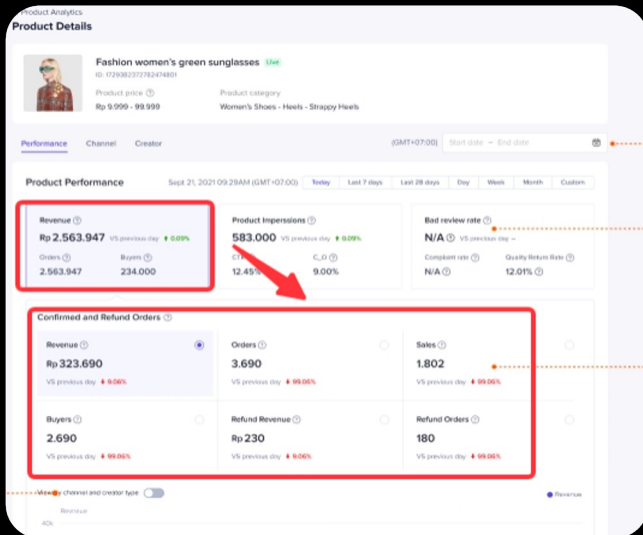 Product Analytics
Product Details
Fashion women's green sunglasses Live
ID: 1729382372782474801
Product price Product category
Rp 9.999 - 99.999 Women's Shoes - Heels - Strappy Heels
Performance Channel Creator (GMT+07:00) Start date ~ End date
Product Performance Sept 21, 2021 09:29AM (GMT+07:00) Today Last 7 days Last 28 days Day Week Month Custom
Revenue Product Imperssions Bad review rate
Rp 2.563.947 VS previous day 0.09% 583.000 VS previous day 0.09% N/A VS previous day –
Orders Buyers C_O Complaint rate Quality Return Rate
2.563.947 234.000 12.45% 9.00% N/A 12.01%
Confirmed and Refund Orders
Revenue Orders Sales
Rp 323.690 3.690 1.802
VS previous day 9.06% VS previous day 99.06% VS previous day 99.06%
Buyers Refund Revenue Refund Orders
2.690 Rp 230 180
VS previous day 99.06% VS previous day 9.06% VS previous day 99.06%
channel and creator type Revenue
Revenue
40k